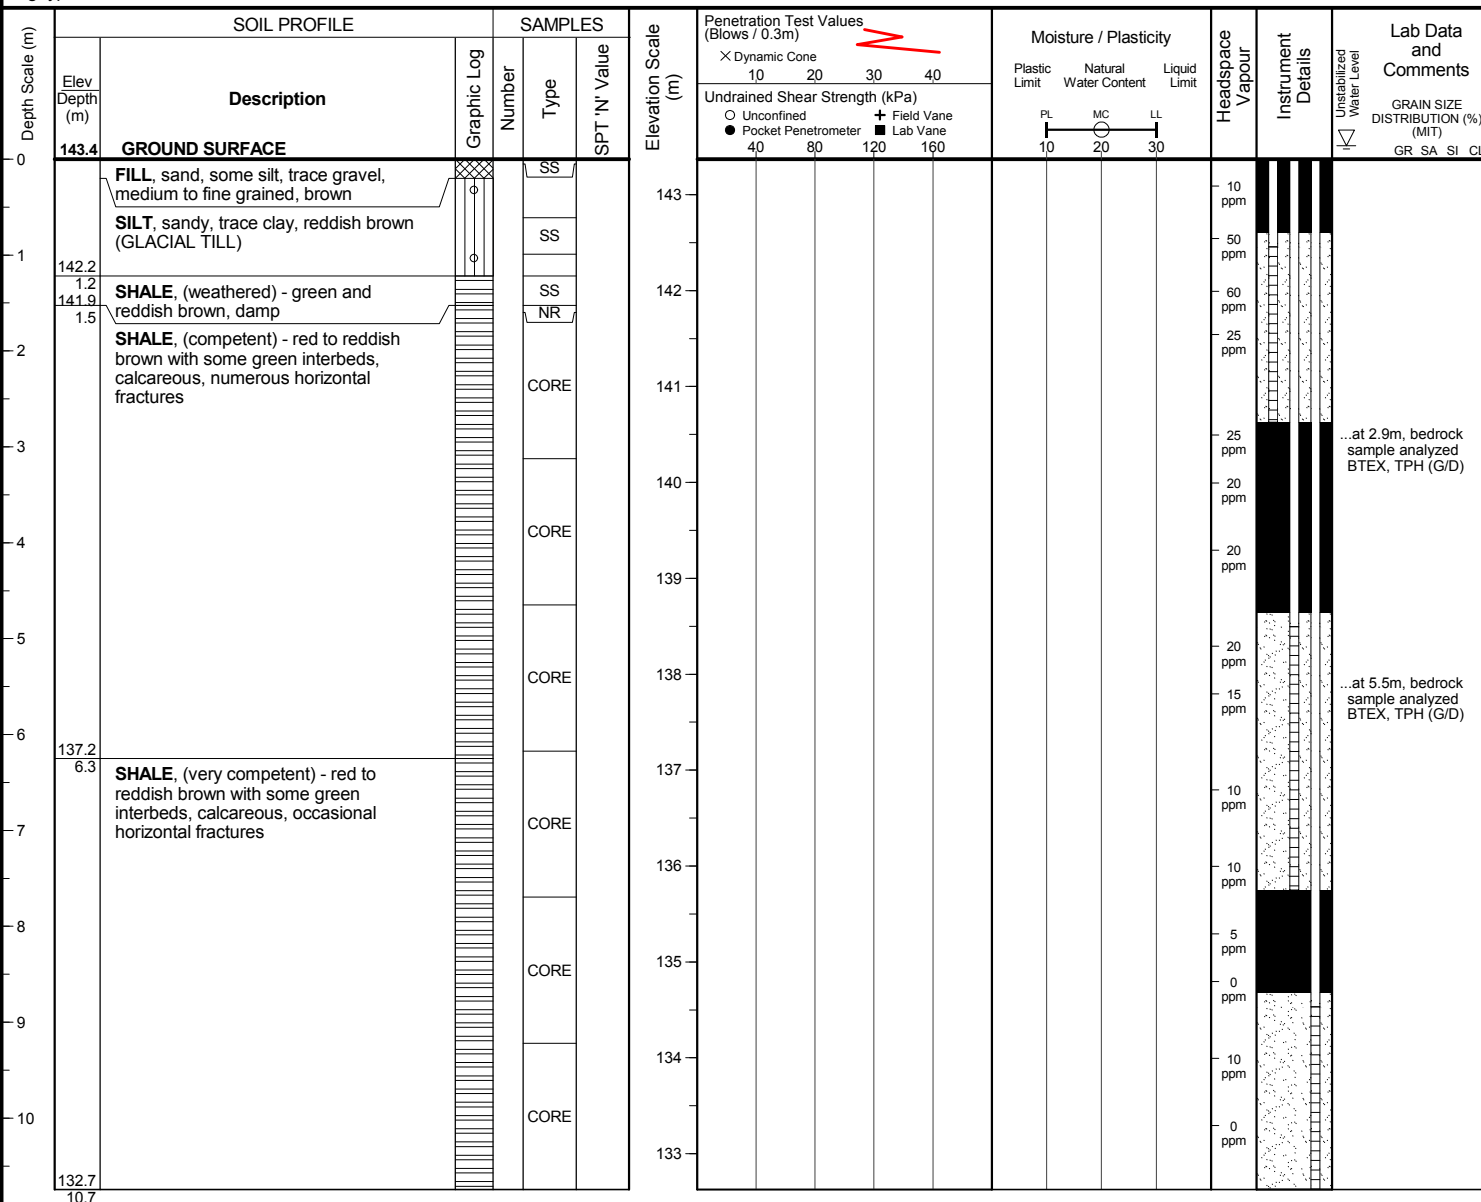 SOIL PROFILE
SAMPLES
Depth Scale (m)
Elev
Depth
(m)
Description
Graphic Log
Number
Type
SPT 'N' Value
Elevation Scale
(m)
Penetration Test Values
(Blows / 0.3m)
× Dynamic Cone
10 20 30 40
Undrained Shear Strength (kPa)
Unconfined + Field Vane
Pocket Penetrometer Lab Vane
40 80 120 160
Moisture / Plasticity
Plastic Limit
Natural Water Content
Liquid Limit
PL MC LL
10 20 30
Headspace
Vapour
Instrument
Details
Unstabilized
Water Level
Lab Data
and
Comments
GRAIN SIZE
DISTRIBUTION (%)
(MIT)
GR SA SI CL
143.4 GROUND SURFACE
FILL, sand, some silt, trace gravel,
medium to fine grained, brown
SILT, sandy, trace clay, reddish brown
(GLACIAL TILL)
142.2
1.2
SHALE, (weathered) - green and
reddish brown, damp
141.9
1.5
SHALE, (competent) - red to reddish
brown with some green interbeds,
calcareous, numerous horizontal
fractures
137.2
6.3
SHALE, (very competent) - red to
reddish brown with some green
interbeds, calcareous, occasional
horizontal fractures
132.7
10.7
0
1
2
3
4
5
6
7
8
9
10
SS
SS
SS
NR
CORE
CORE
CORE
CORE
CORE
CORE
143
142
141
140
139
138
137
136
135
134
133
10
ppm
50
ppm
60
ppm
25
ppm
25
ppm
20
ppm
20
ppm
20
ppm
15
ppm
10
ppm
10
ppm
5
ppm
0
ppm
10
ppm
0
ppm
...at 2.9m, bedrock
sample analyzed
BTEX, TPH (G/D)
...at 5.5m, bedrock
sample analyzed
BTEX, TPH (G/D)